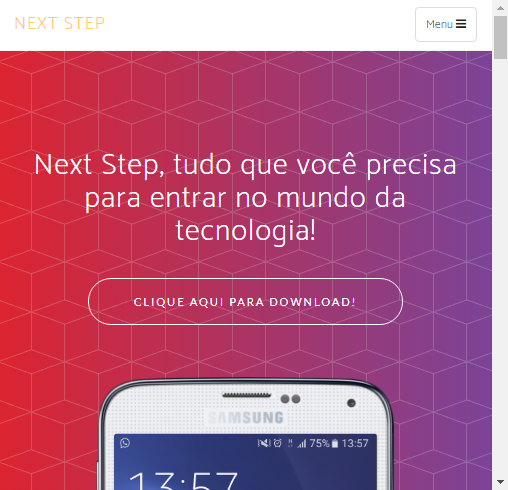 NEXT STEP
Menu
Next Step, tudo que você precisa
para entrar no mundo da
tecnologia!
CLIQUE AQUI PARA DOWNLOAD!
SAMSUNG
75% 13:57
13:57